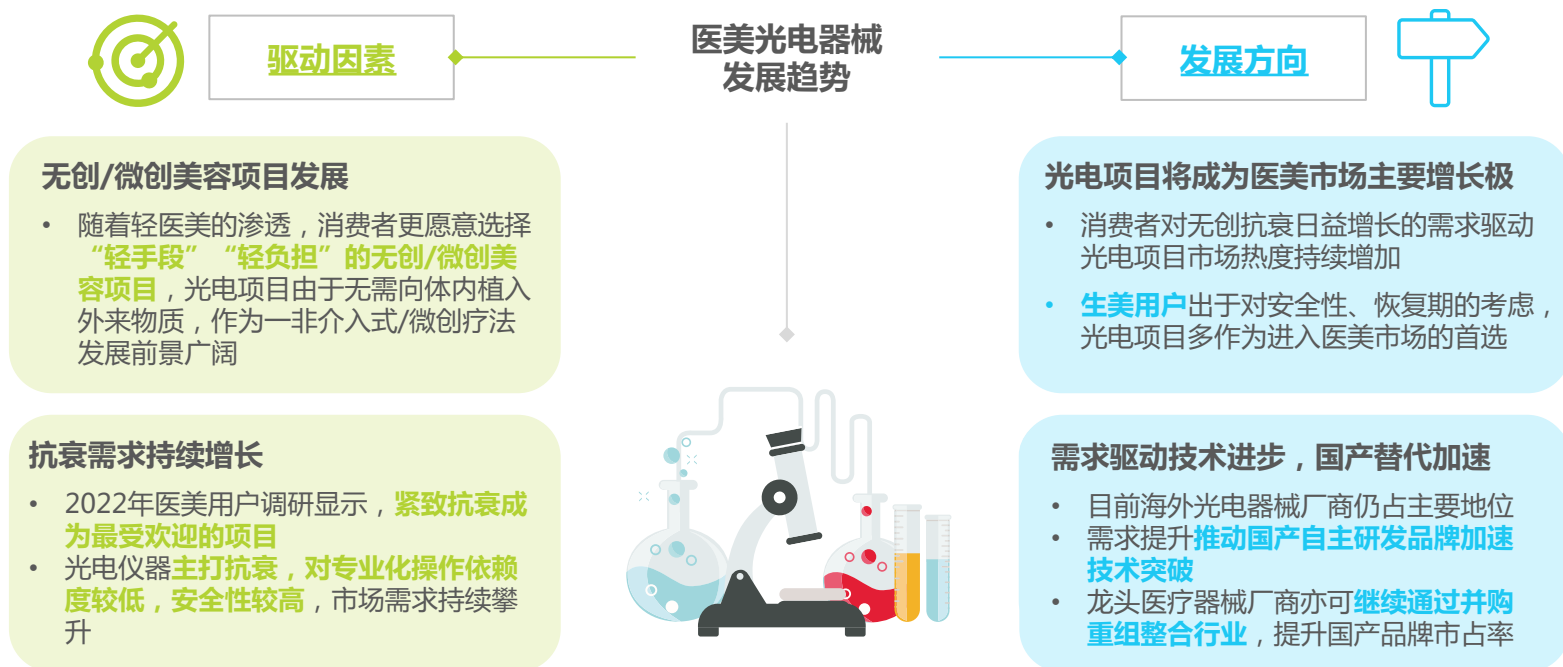 驱动因素
医美光电器械
发展趋势
发展方向
无创/微创美容项目发展
• 随着轻医美的渗透，消费者更愿意选择
“轻手段”“轻负担”的无创/微创美
容项目，光电项目由于无需向体内植入
外来物质，作为一非介入式/微创疗法
发展前景广阔
抗衰需求持续增长
• 2022年医美用户调研显示，紧致抗衰成
为最受欢迎的项目
• 光电仪器主打抗衰，对专业化操作依赖
度较低，安全性较高，市场需求持续攀
升
光电项目将成为医美市场主要增长极
• 消费者对无创抗衰日益增长的需求驱动
光电项目市场热度持续增加
• 生美用户出于对安全性、恢复期的考虑，
光电项目多作为进入医美市场的首选
需求驱动技术进步，国产替代加速
• 目前海外光电器械厂商仍占主要地位
• 需求提升推动国产自主研发品牌加速
技术突破
• 龙头医疗器械厂商亦可继续通过并购
重组整合行业，提升国产品牌市占率